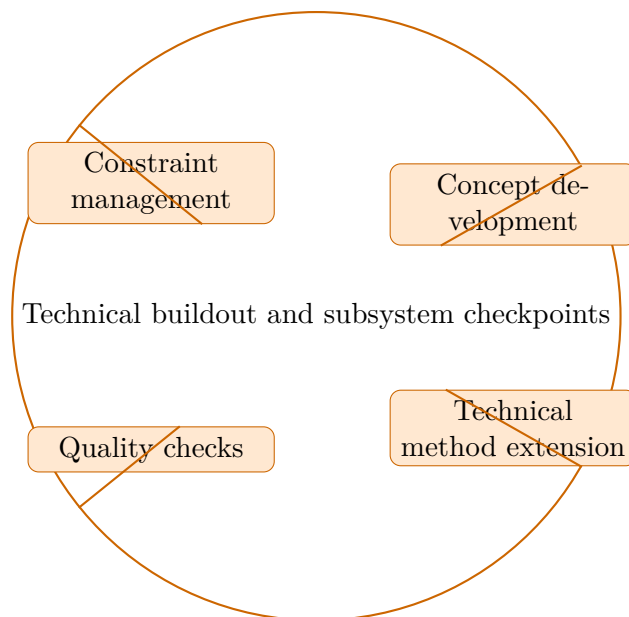 Constraint
management
Concept de-
velopment
Technical buildout and subsystem checkpoints
Quality checks
Technical
method extension